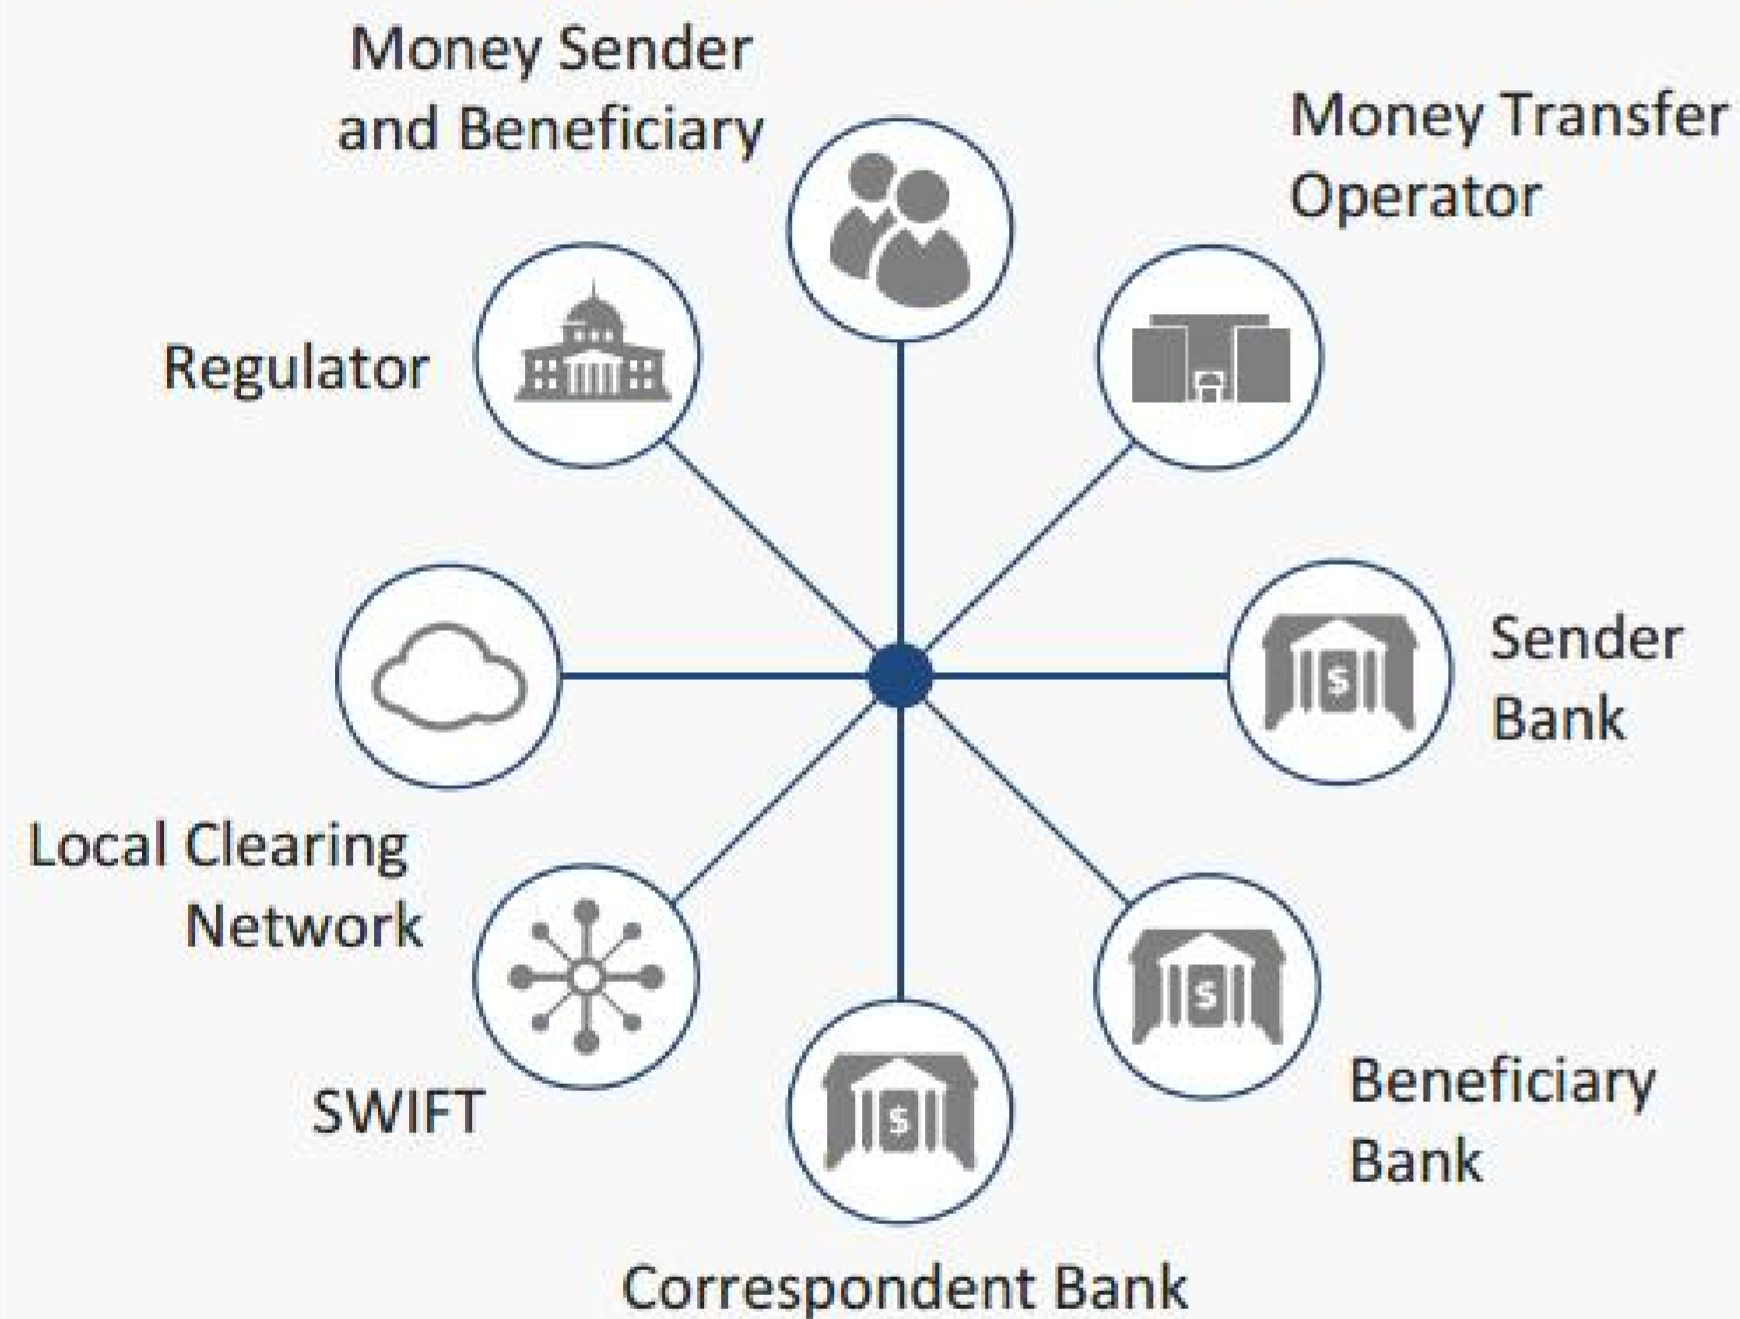 Money Sender
and Beneficiary
Money Transfer
Operator
Regulator
$
Sender
Bank
Local Clearing
Network
$
SWIFT
Beneficiary
Bank
$
Correspondent Bank